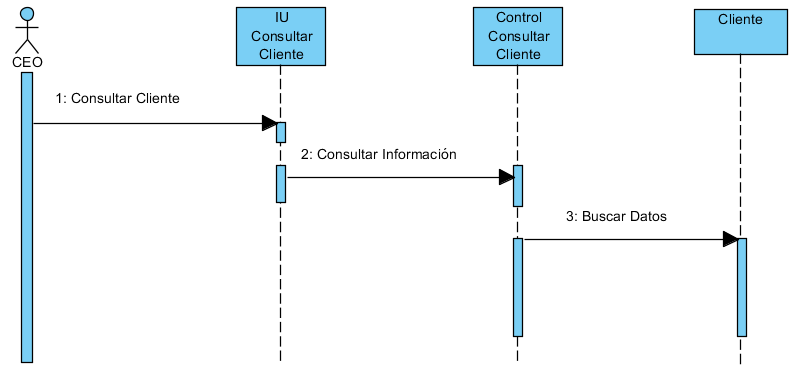 IU
Consultar
Cliente
Control
Consultar
Cliente
Cliente
CEO
1: Consultar Cliente
2: Consultar Información
3: Buscar Datos